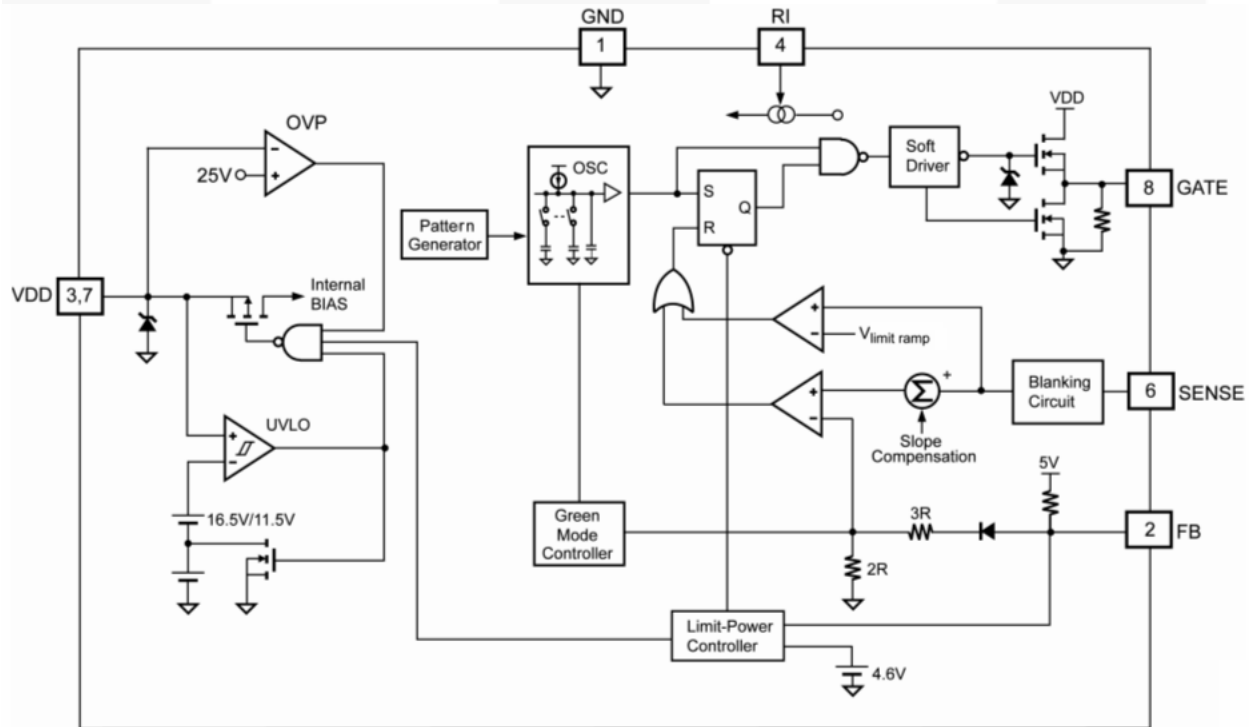 GND
1
RI
4
VDD
OVP
25V
-
+
OSC
Pattern
Generator
S
Q
R
Soft
Driver
8
GATE
VDD
3,7
Internal
BIAS
+
-
Vlimit ramp
UVLO
+
-
16.5V/11.5V
+
-
Σ
+
Slope
Compensation
Blanking
Circuit
6
SENSE
5V
Green
Mode
Controller
3R
2R
2
FB
Limit-Power
Controller
4.6V